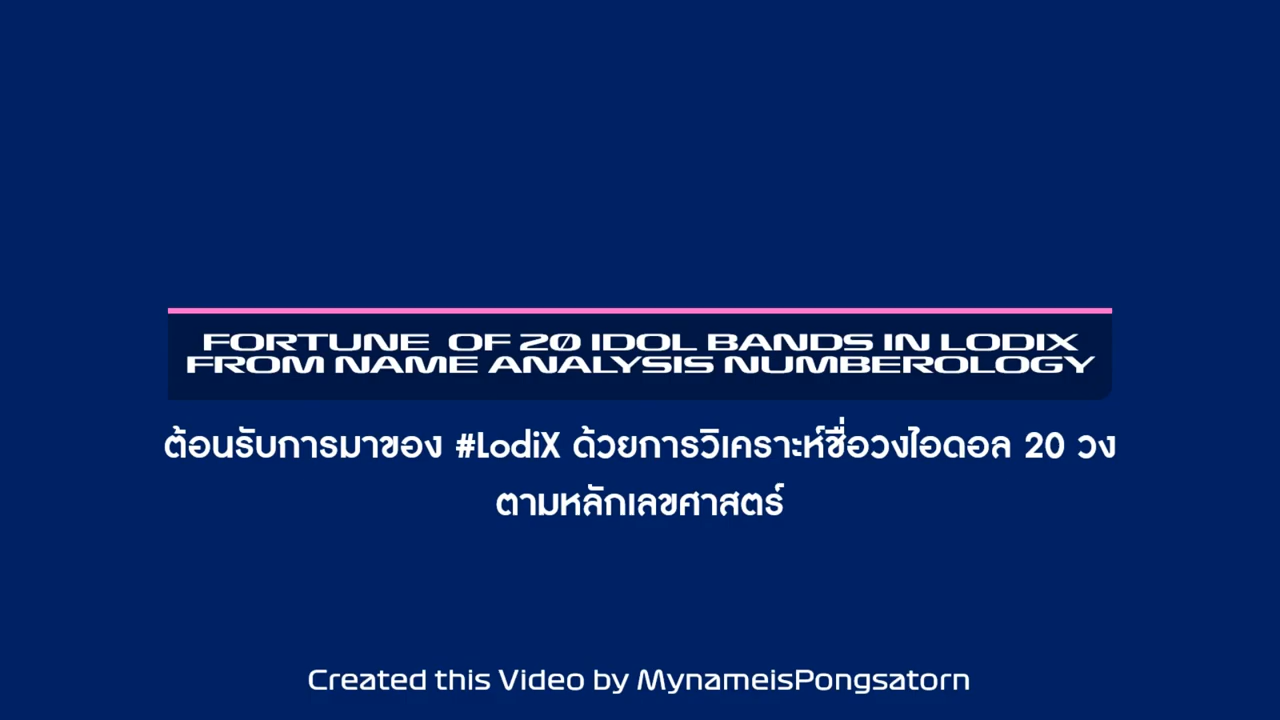 FORTUNE OF 20 IDOL BANDS IN LODIX
FROM NAME ANALYSIS NUMBEROLOGY
ต้อนรับการมาของ #LodiX ด้วยการวิเคราะห์ชื่อวงไอดอล 20 วง
ตามหลักเลขศาสตร์
Created this Video by MynameisPongsatorn